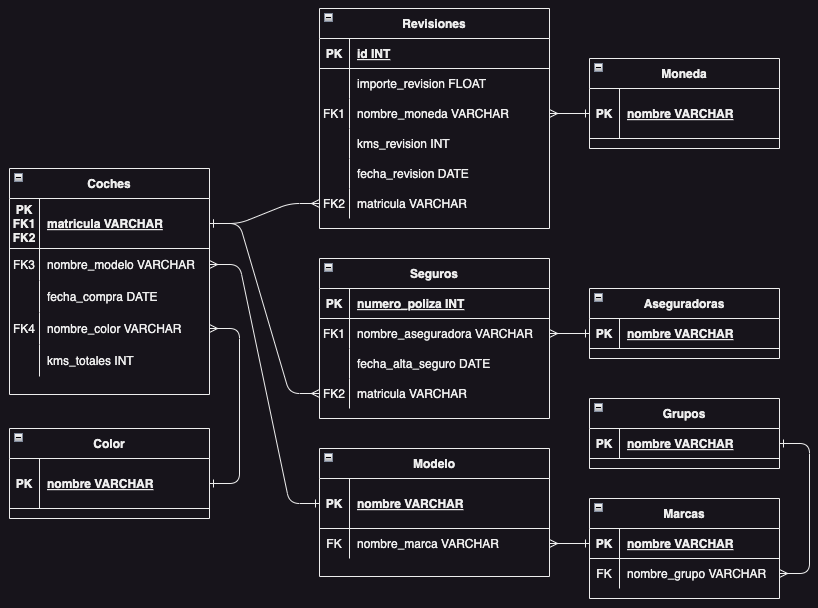 Revisiones
PK id INT
importe_revision FLOAT
FK1 nombre_moneda VARCHAR
kms_revision INT
fecha_revision DATE
FK2 matricula VARCHAR
Moneda
PK nombre VARCHAR
Coches
PK
FK1 matricula VARCHAR
FK2
FK3 nombre_modelo VARCHAR
fecha_compra DATE
FK4 nombre_color VARCHAR
kms_totales INT
Seguros
PK numero_poliza INT
FK1 nombre_aseguradora VARCHAR
fecha_alta_seguro DATE
FK2 matricula VARCHAR
Aseguradoras
PK nombre VARCHAR
Color
PK nombre VARCHAR
Modelo
PK nombre VARCHAR
FK nombre_marca VARCHAR
Grupos
PK nombre VARCHAR
Marcas
PK nombre VARCHAR
FK nombre_grupo VARCHAR